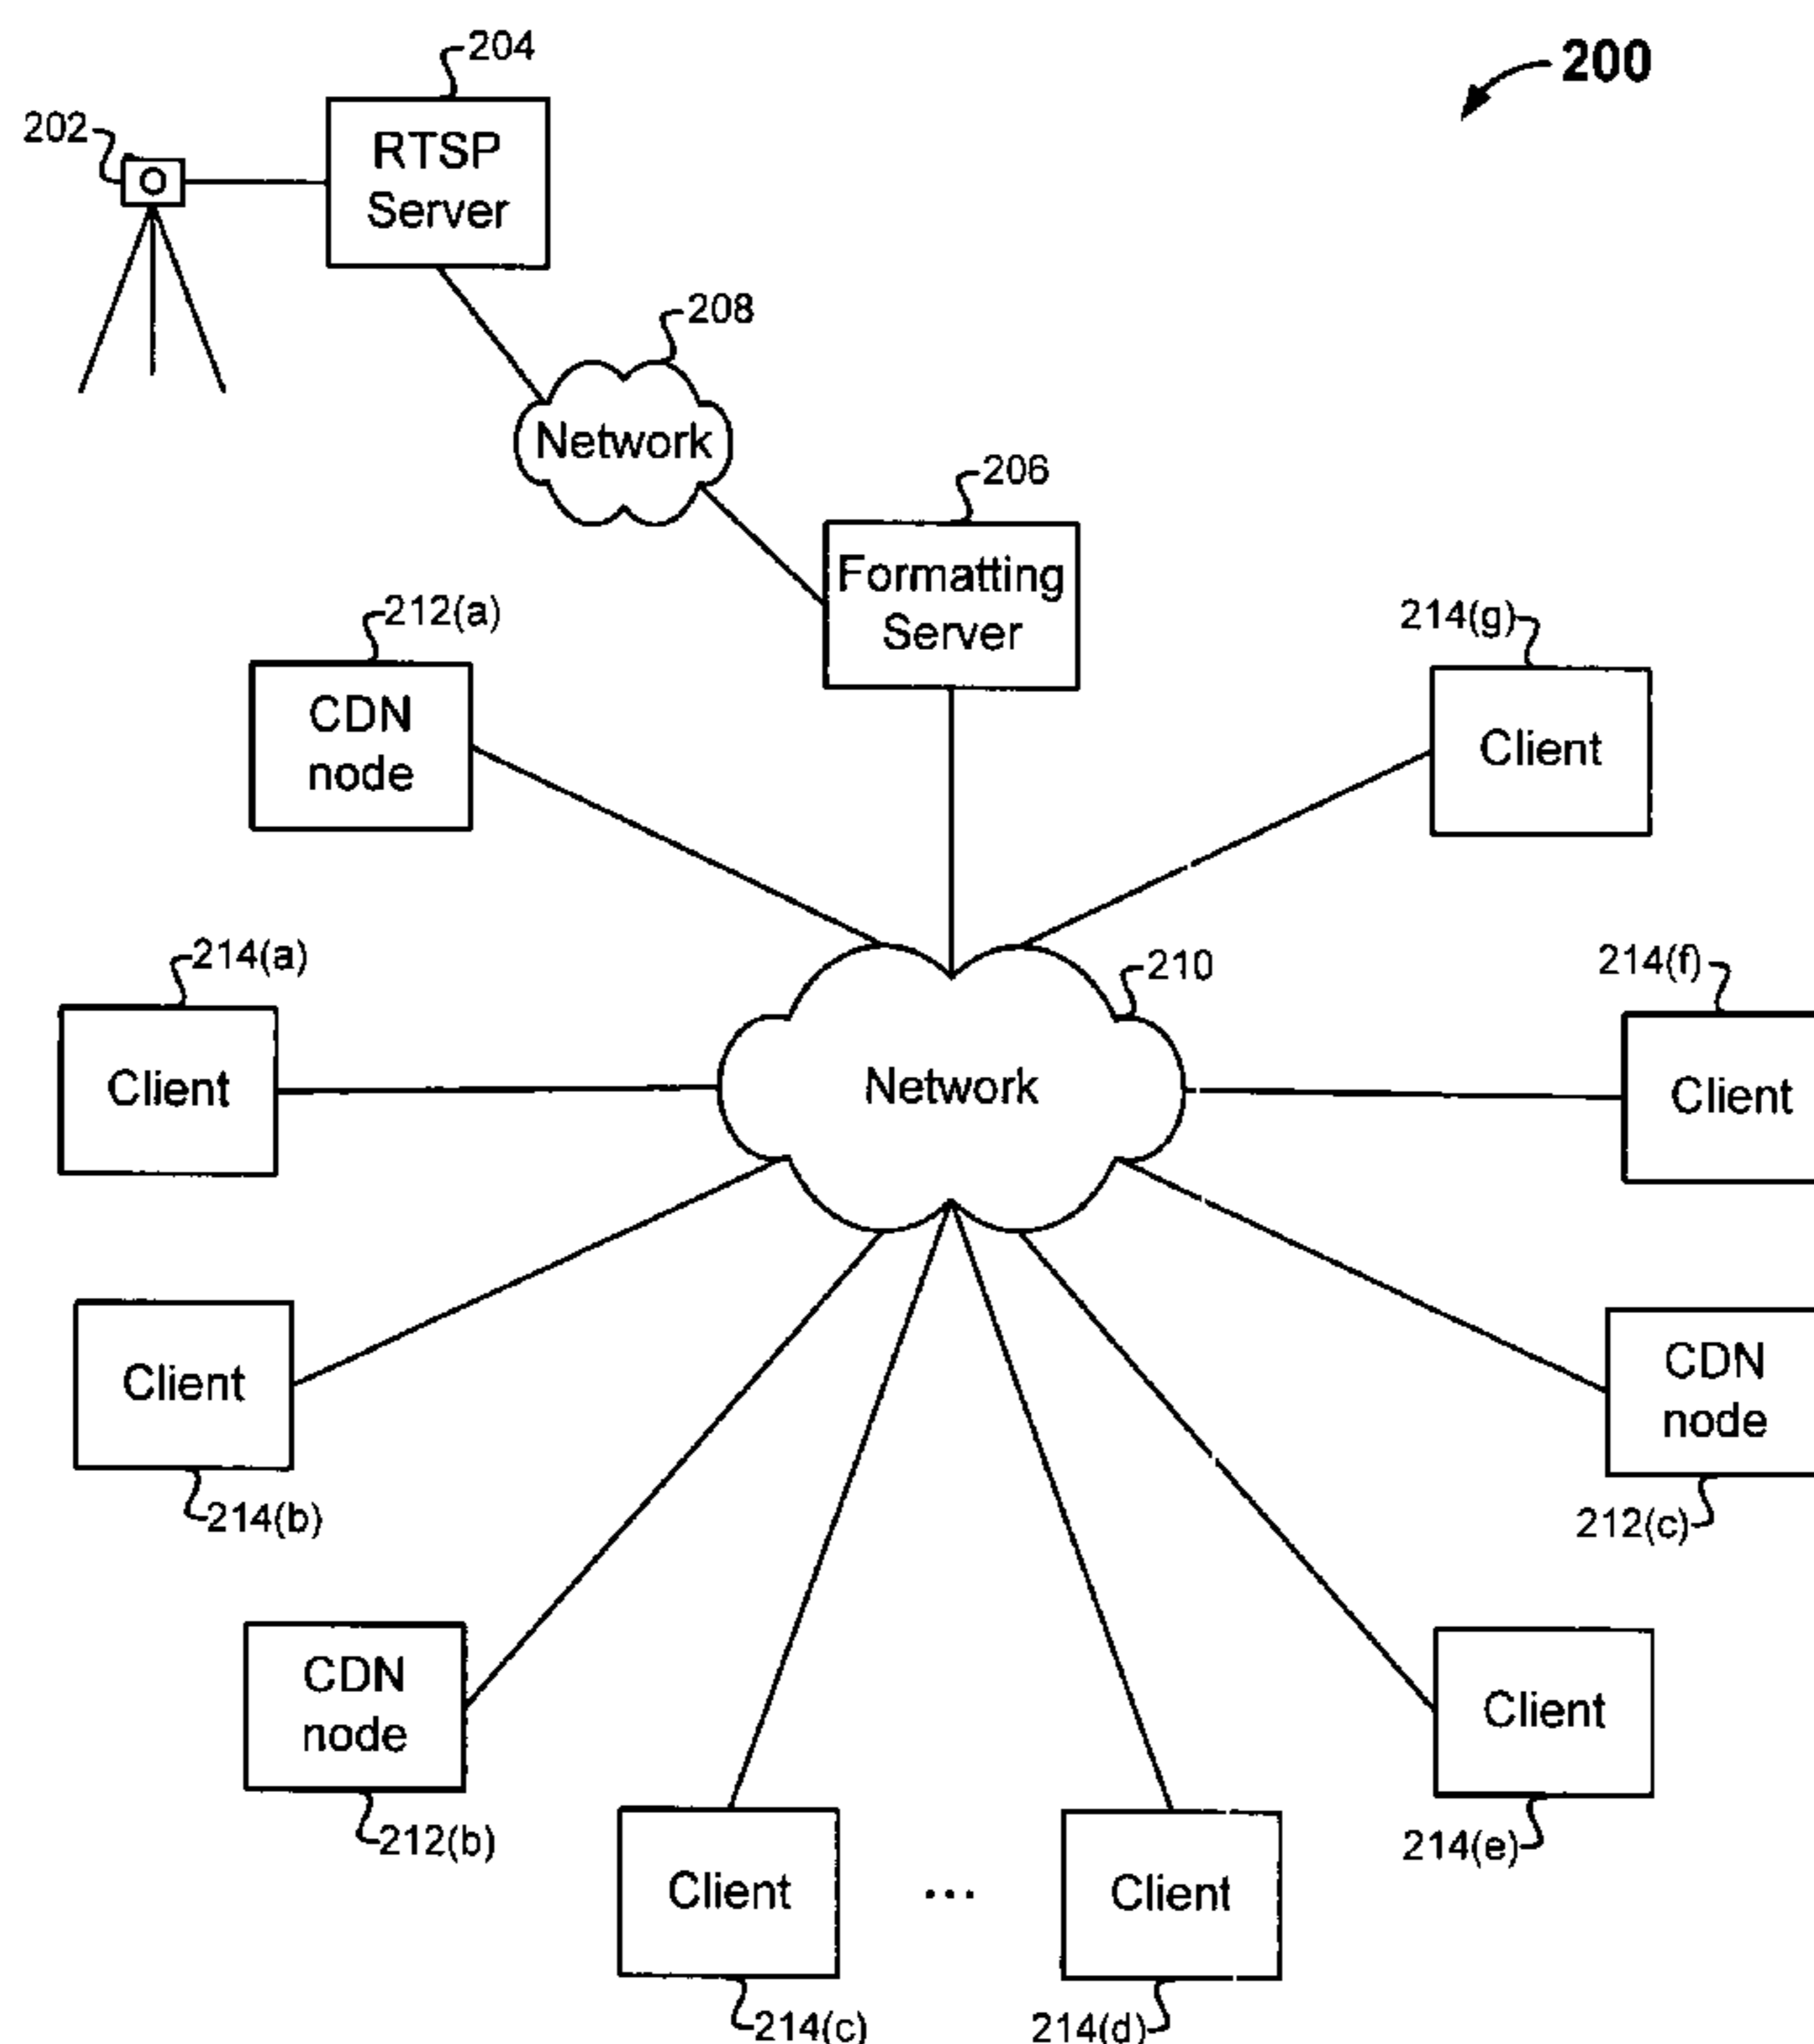 204
200
202
RTSP
Server
208
Network
206
Formatting
Server
212(a)
CDN
node
214(g)
Client
214(a)
Client
210
Network
214(f)
Client
Client
214(b)
CDN
node
212(c)
CDN
node
212(b)
Client
214(e)
Client
...
Client
214(c)
214(d)